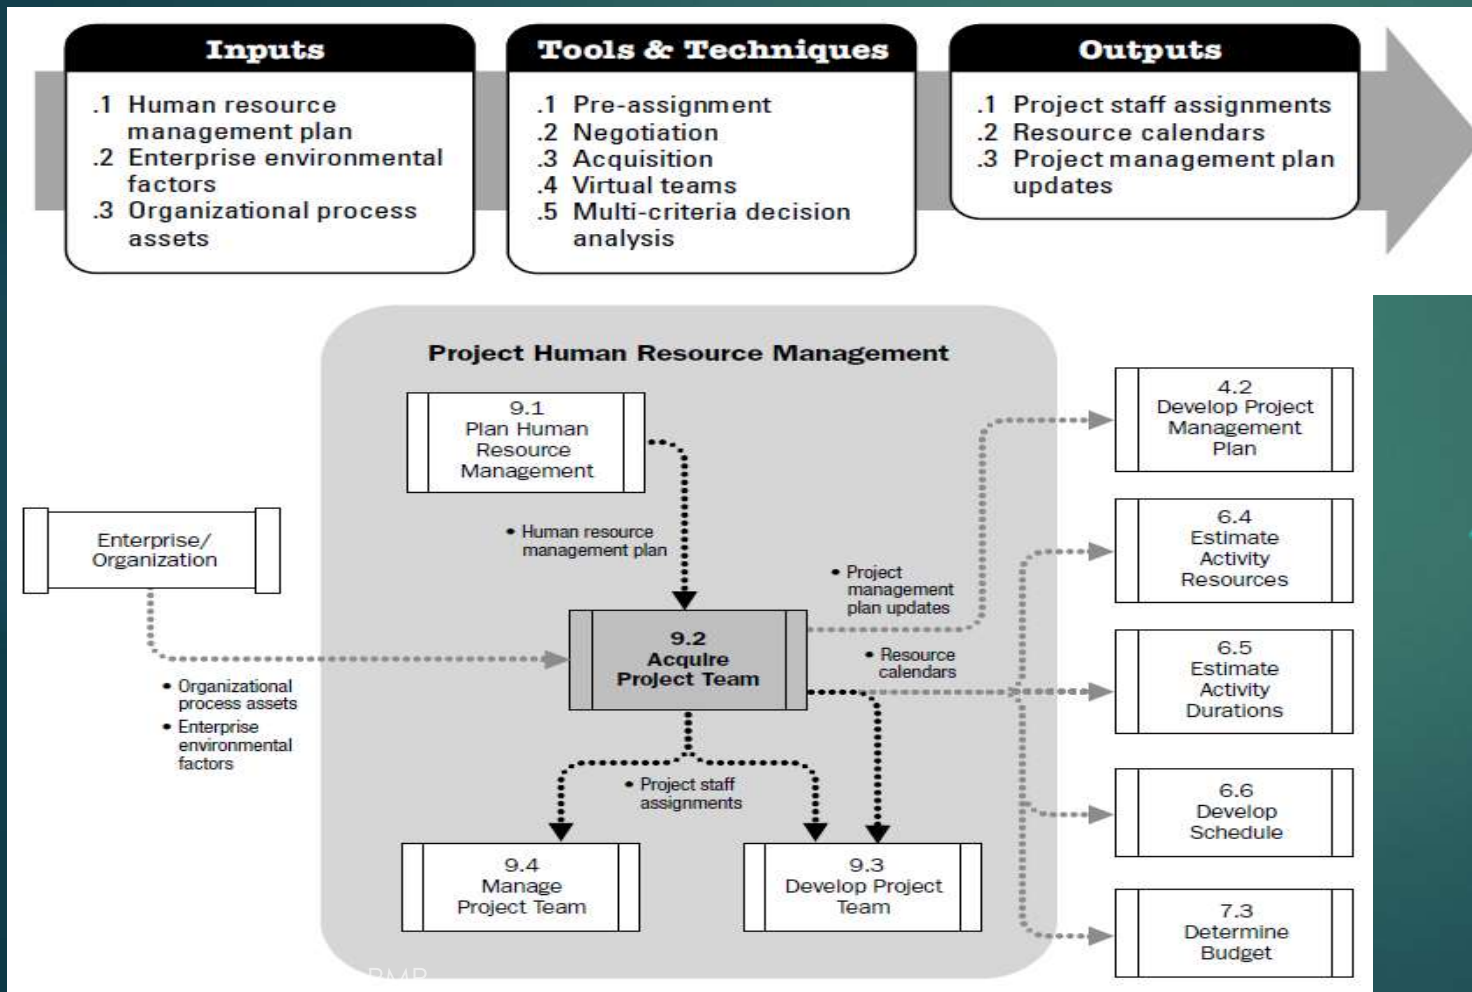 Inputs
.1 Human resource
management plan
.2 Enterprise environmental
factors
.3 Organizational process
assets
Tools & Techniques
.1 Pre-assignment
.2 Negotiation
.3 Acquisition
.4 Virtual teams
.5 Multi-criteria decision
analysis
Outputs
.1 Project staff assignments
.2 Resource calendars
.3 Project management plan
updates
Project Human Resource Management
9.1
Plan Human
Resource
Management
4.2
Develop Project
Management
Plan
Enterprise/
Organization
• Human resource
management plan
6.4
Estimate
Activity
Resources
• Project
management
plan updates
9.2
Acquire
Project Team
• Resource
calendars
6.5
Estimate
Activity
Durations
• Organizational
process assets
• Enterprise
environmental
factors
• Project staff
assignments
6.6
Develop
Schedule
9.4
Manage
Project Team
9.3
Develop Project
Team
7.3
Determine
Budget
PMP